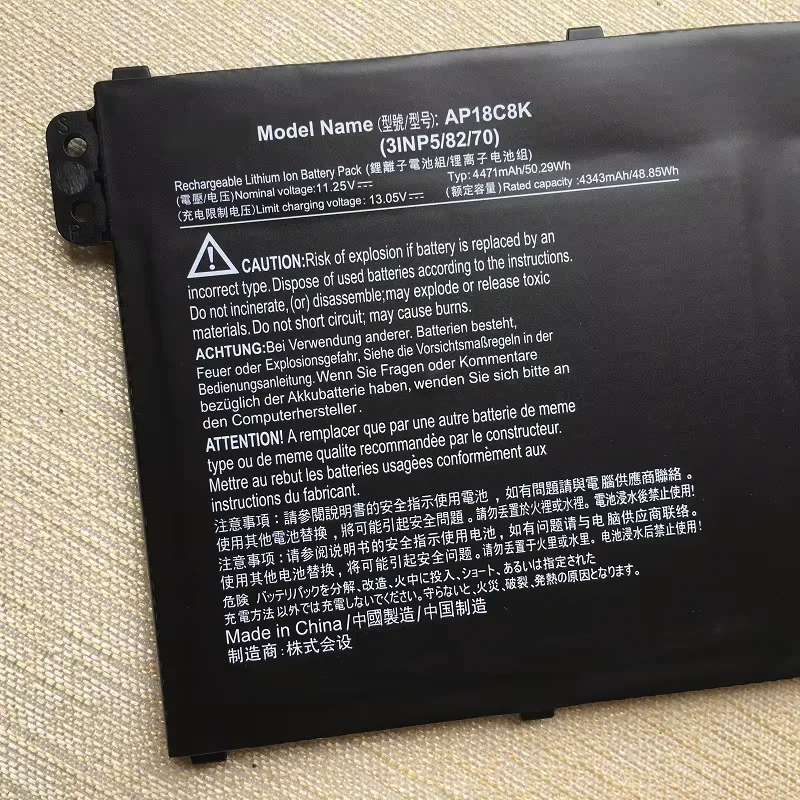 Model Name (型號/型号): AP18C8K
(3INP5/82/70)
Rechargeable Lithium Ion Battery Pack (鋰離子電池組/锂离子电池组)
(電壓/电压)Nominal voltage:11.25V⎓ Typ:4471mAh/50.29Wh
(充电限制电压)Limit charging voltage: 13.05V⎓ (額定容量)Rated capacity :4343mAh/48.85Wh
CAUTION:Risk of explosion if battery is replaced by an
incorrect type. Dispose of used batteries according to the instructions.
Do not incinerate, (or) disassemble;may explode or release toxic
materials. Do not short circuit; may cause burns.
ACHTUNG:Bei Verwendung anderer. Batterien besteht,
Feuer oder Explosionsgefahr, Siehe die Vorsichtsmaßregeln in der
Bedienungsanleitung. Wenn Sie Fragen oder Kommentare
bezüglich der Akkubatterie haben, wenden Sie sich bitte an
den Computerhersteller.
ATTENTION! A remplacer que par une autre batterie de meme
type ou de meme qualite recommandèe par le constructeur.
Mettre au rebut les batteries usagèes conformèment aux
instructions du fabricant.
注意事項：請參閱說明書的安全指示使用電池，如有問題請與電腦供應商聯絡。
使用其他電池替換，將可能引起安全問題。請勿丟置於火裡或水裡。電池浸水後禁止使用!
注意事项：请参阅说明书的安全指示使用电池，如有问题请与电脑供应商联络。
使用其他电池替换，将可能引起安全问题。请勿丢置于火里或水里。电池浸水后禁止使用!
危険 バッテリパックを分解、改造、火中に投入、ショート、あるいは指定された
充電方法以外では充電しないでください。守らないと、火災、破裂、発熱の原因となります。
Made in China/中國製造/中国制造
制造商:株式会设